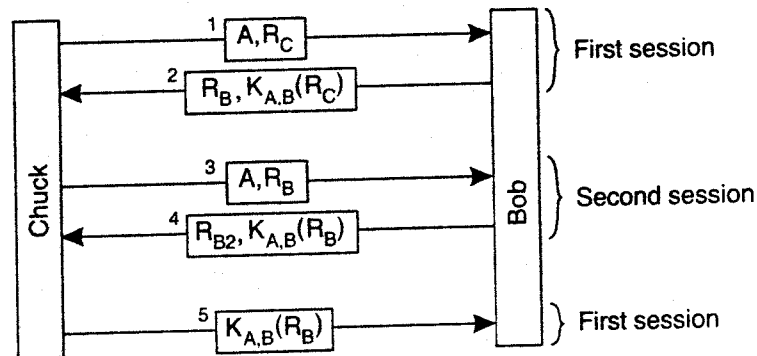 1 A,R_C
First session
2 R_B, K_A,B(R_C)
Chuck
3 A,R_B
Bob
Second session
4 R_B2, K_A,B(R_B)
5 K_A,B(R_B)
First session